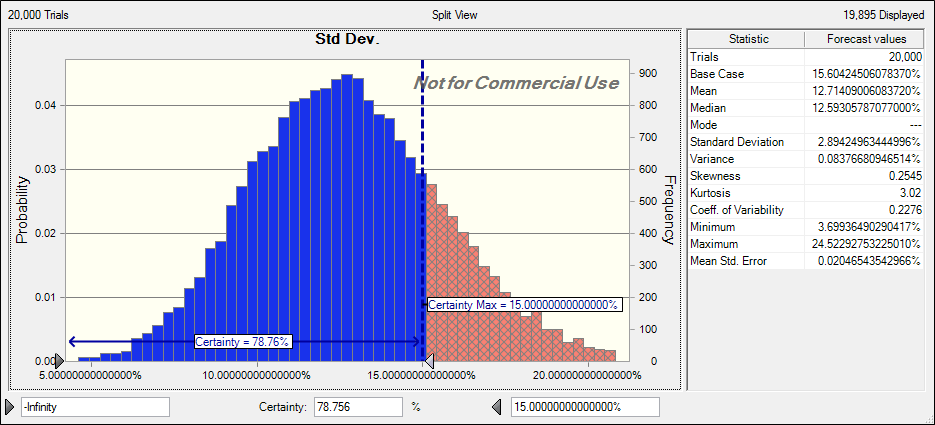 20,000 Trials
Split View
19,895 Displayed
Std Dev.
Not for Commercial Use
Probability
0.04
0.03
0.02
0.01
0.00
900
800
700
600
500
400
300
200
100
0
Frequency
Certainty Max = 15.00000000000000%
Certainty = 78.76%
5.00000000000000%
10.00000000000000%
15.00000000000000%
20.00000000000000%
-Infinity
Certainty: 78.756 %
15.00000000000000%
Statistic Forecast values
Trials 20,000
Base Case 15.60424506078370%
Mean 12.71409006083720%
Median 12.59305787077000%
Mode ---
Standard Deviation 2.89424963444996%
Variance 0.08376680946514%
Skewness 0.2545
Kurtosis 3.02
Coeff. of Variability 0.2276
Minimum 3.69936490290417%
Maximum 24.52292753225010%
Mean Std. Error 0.02046543542966%